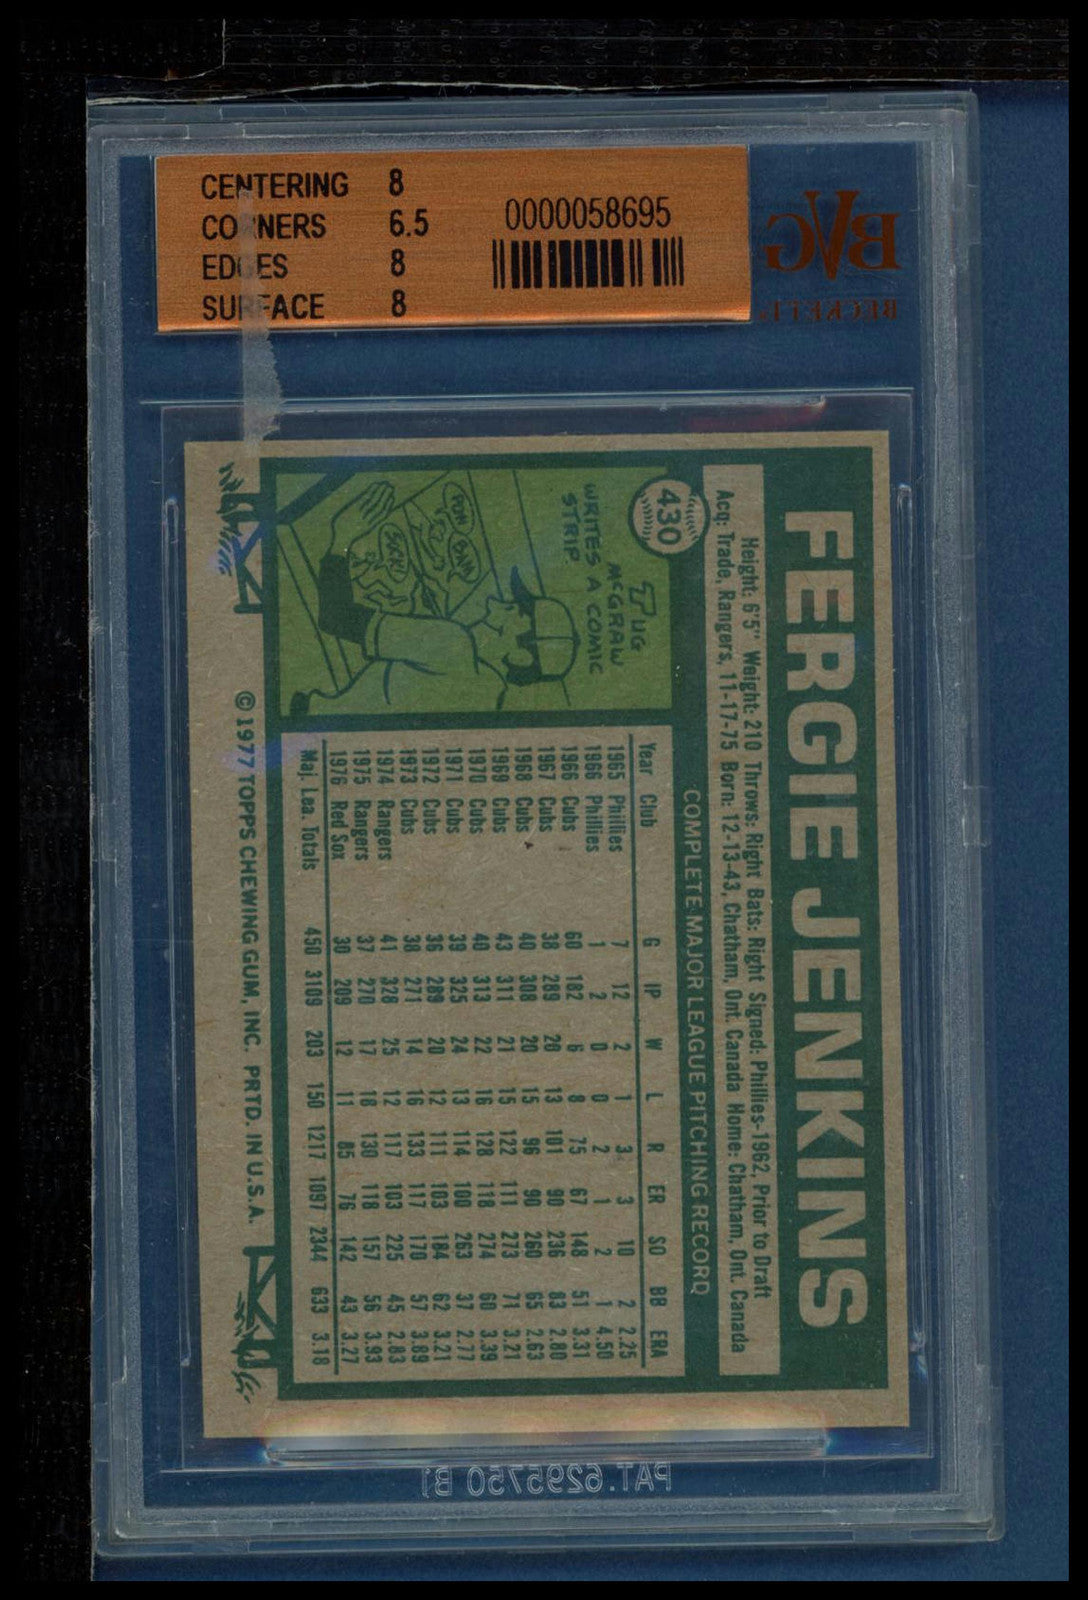 CENTERING 8
CORNERS 6.5
EDGES 8
SURFACE 8
0000058695
BVG
BECKETT
FERGIE JENKINS
Height: 6'5" Weight: 210 Throws: Right Bats: Right Signed: Phillies-1962, Prior to Draft
Acq: Trade, Rangers, 11-17-75 Born: 12-13-43, Chatham, Ont. Canada Home: Chatham, Ont. Canada
430
COMPLETE MAJOR LEAGUE PITCHING RECORD
TUG
McGRAW
WRITES A COMIC
STRIP.
POW
BAM
SOCK!
Year Club G IP W L R ER SO BB ERA
1965 Phillies 7 12 2 1 3 3 10 2 2.25
1966 Phillies 1 2 0 0 2 1 2 1 4.50
1966 Cubs 60 182 6 8 75 67 148 51 3.31
1967 Cubs 38 289 20 13 101 90 236 83 2.80
1968 Cubs 40 308 20 15 96 90 260 65 2.63
1969 Cubs 43 311 21 15 122 111 273 71 3.21
1970 Cubs 40 313 22 16 128 118 274 60 3.39
1971 Cubs 39 325 24 13 114 100 263 37 2.77
1972 Cubs 36 289 20 12 111 103 184 62 3.21
1973 Cubs 38 271 14 16 133 117 170 57 3.89
1974 Rangers 41 328 25 12 117 103 225 45 2.83
1975 Rangers 37 270 17 18 130 118 157 56 3.93
1976 Red Sox 30 209 12 11 85 76 142 43 3.27
Maj. Lea. Totals 450 3109 203 150 1217 1097 2344 633 3.18
© 1977 TOPPS CHEWING GUM, INC. PRTD. IN U.S.A.
PAT. 6295750 B1